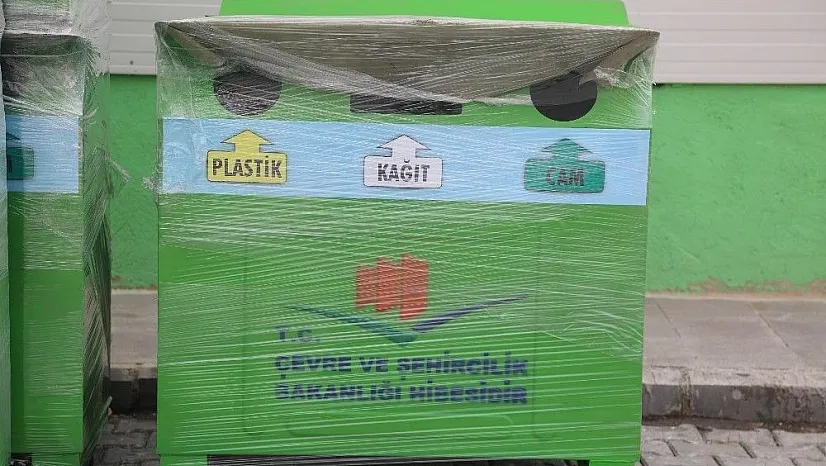 PLASTİK KAĞIT CAM
T.C.
ÇEVRE VE ŞEHİRCİLİK
BAKANLIĞI HİBESİDİR